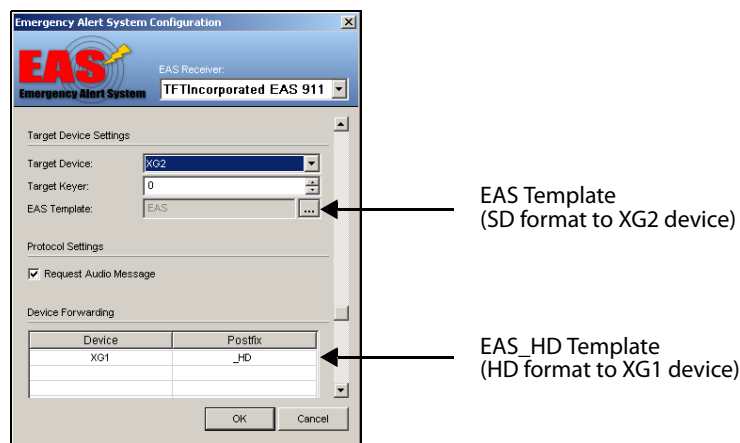 Emergency Alert System Configuration
EAS
Emergency Alert System
EAS Receiver:
TFTIncorporated EAS 911
Target Device Settings
Target Device: XG2
Target Keyer: 0
EAS Template: EAS ...
Protocol Settings
Request Audio Message
Device Forwarding
Device Postfix
XG1 _HD
OK Cancel
EAS Template
(SD format to XG2 device)
EAS_HD Template
(HD format to XG1 device)